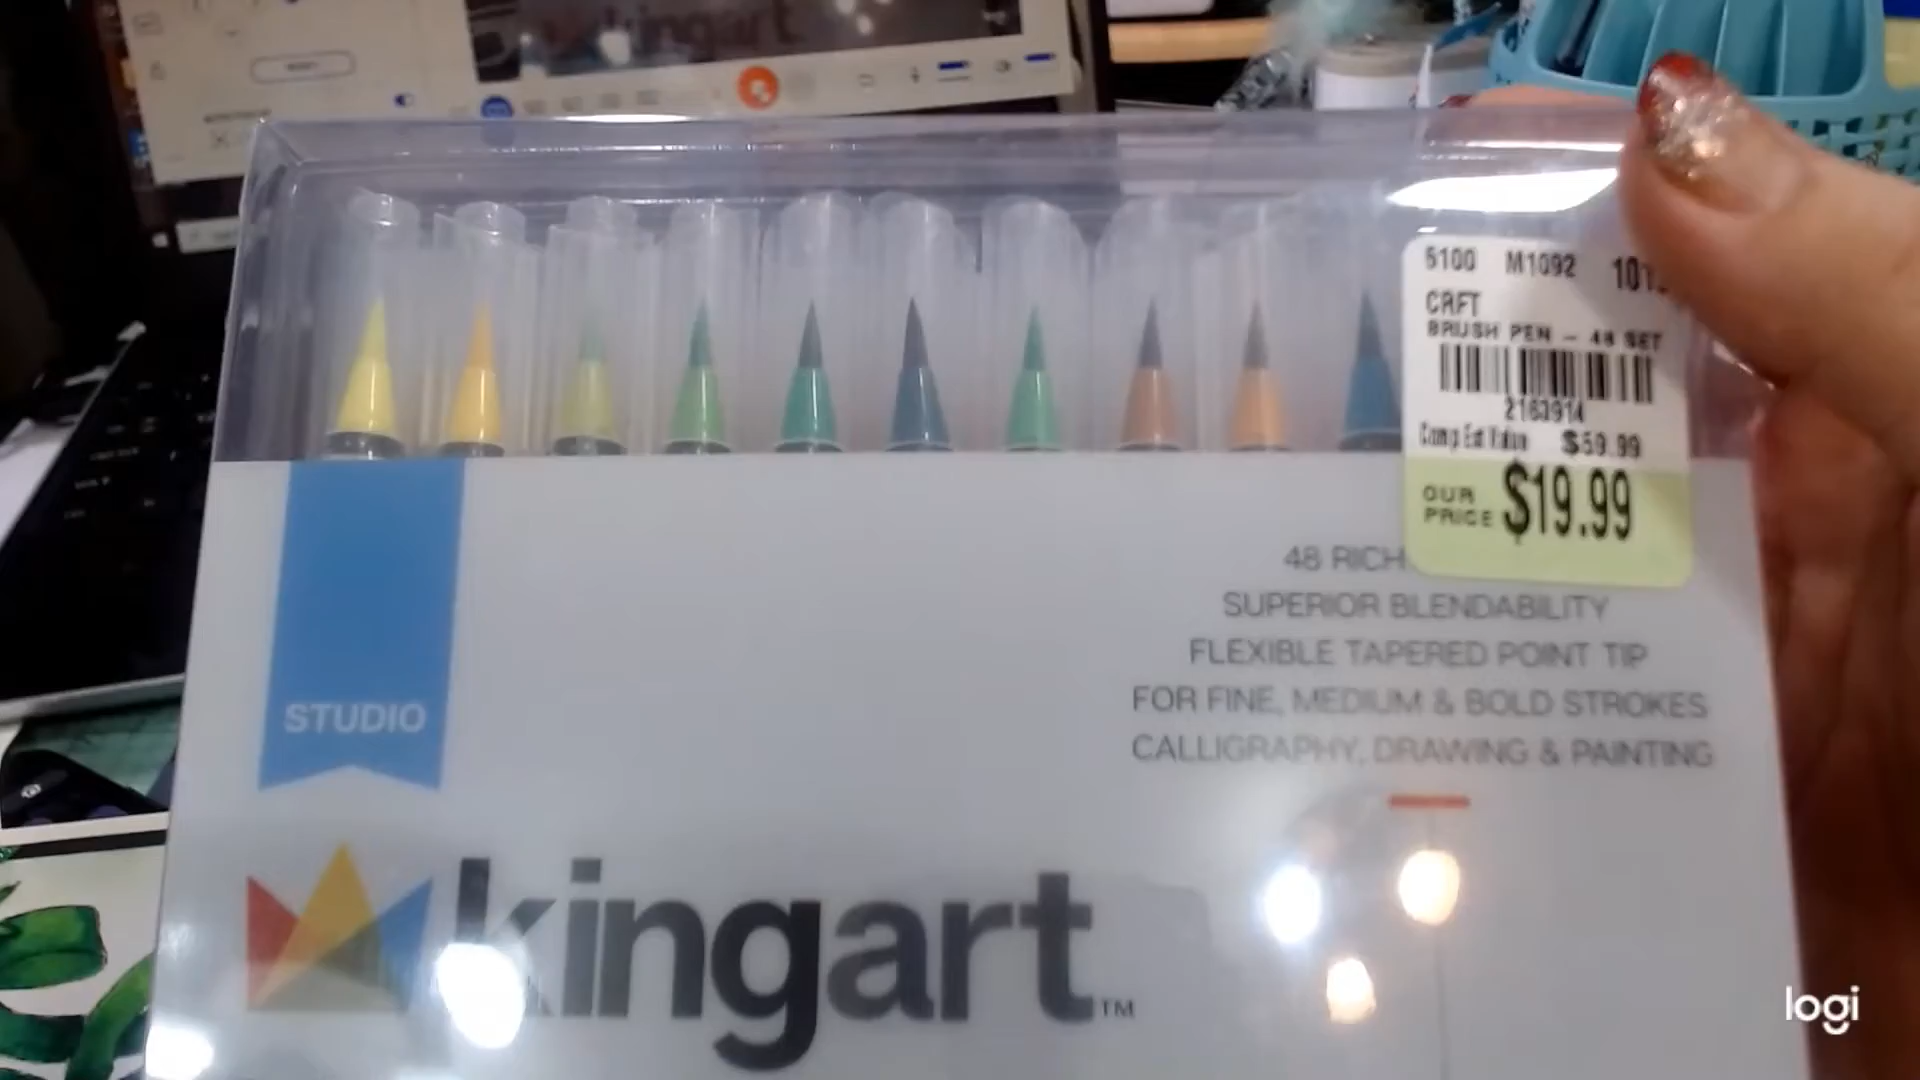 kingart
5100 M1092
CRFT
BRUSH PEN - 48 SET
2163914
Comp Est Value $59.99
OUR PRICE $19.99
48 RICH
SUPERIOR BLENDABILITY
FLEXIBLE TAPERED POINT TIP
FOR FINE, MEDIUM & BOLD STROKES
CALLIGRAPHY, DRAWING & PAINTING
STUDIO
kingart™
logi